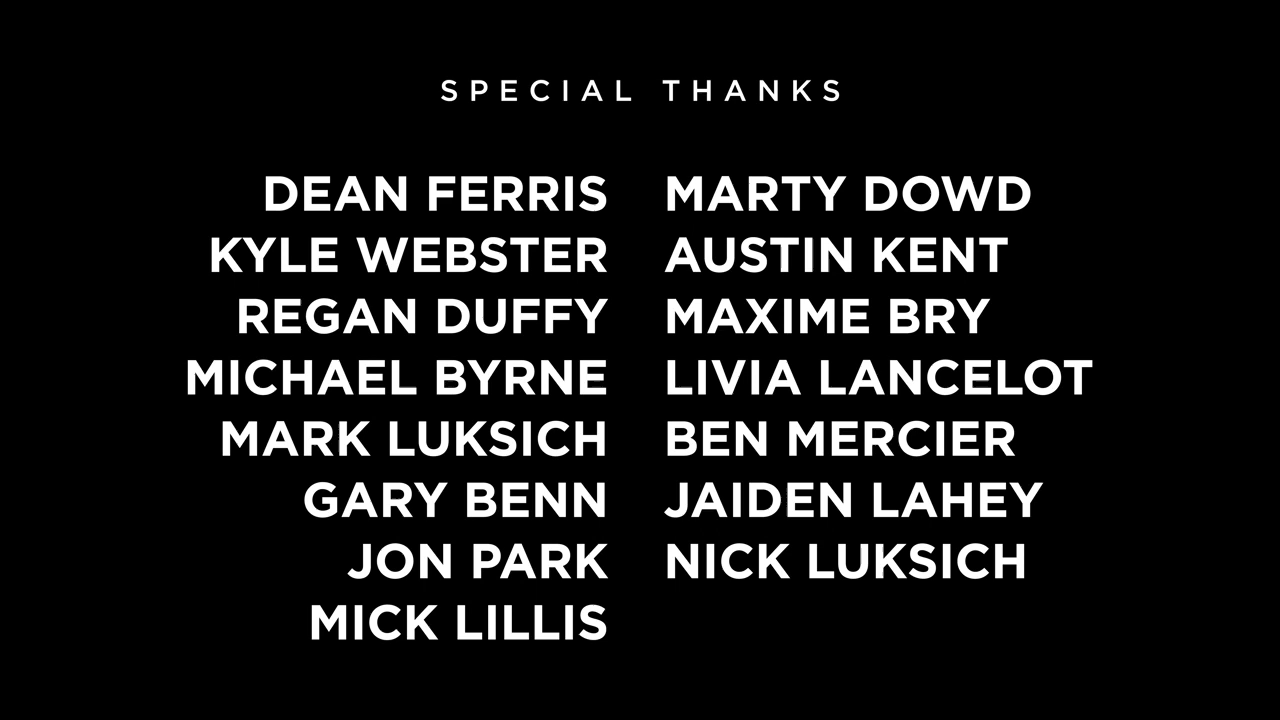 SPECIAL THANKS
DEAN FERRIS
KYLE WEBSTER
REGAN DUFFY
MICHAEL BYRNE
MARK LUKSICH
GARY BENN
JON PARK
MICK LILLIS
MARTY DOWD
AUSTIN KENT
MAXIME BRY
LIVIA LANCELOT
BEN MERCIER
JAIDEN LAHEY
NICK LUKSICH